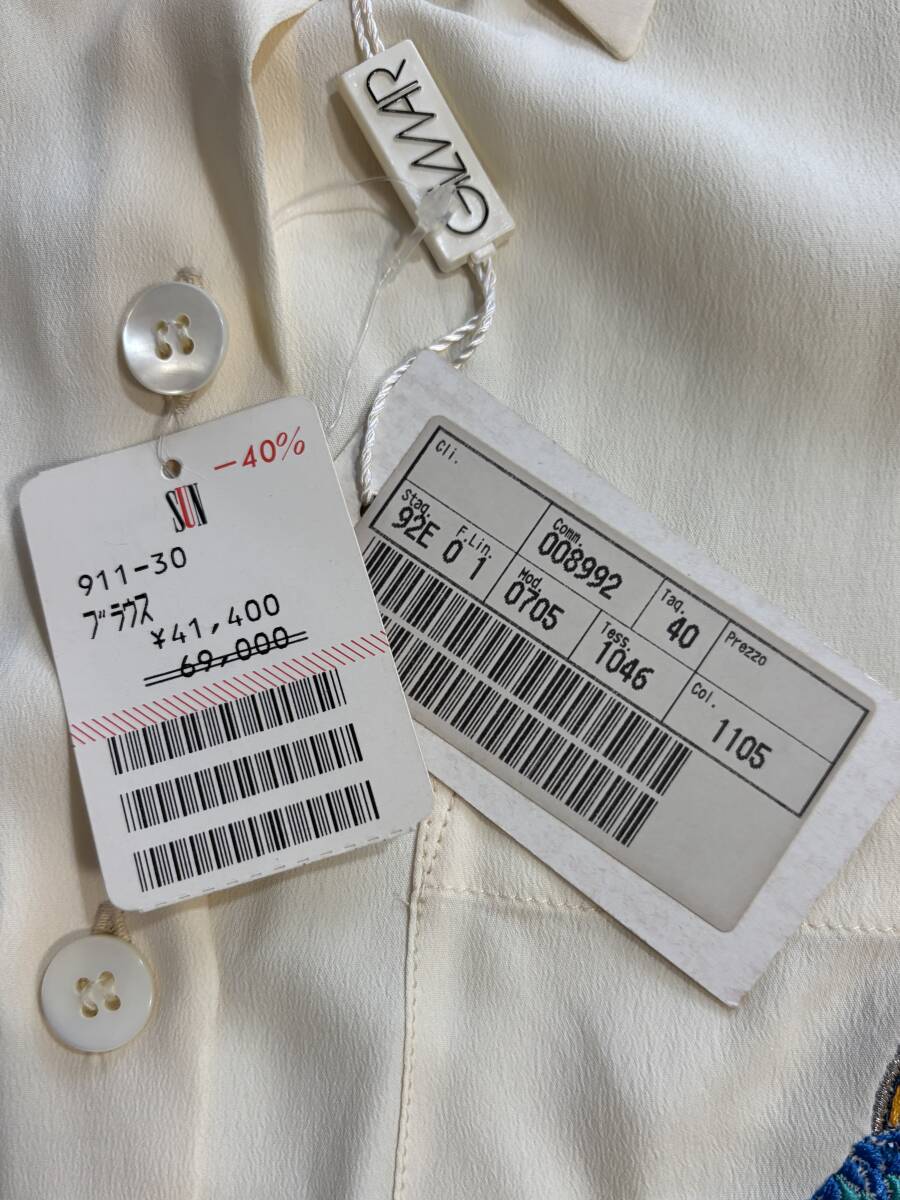 GILMAR
-40%
SUN
911-30
ブラウス
¥41,400
69,000
Cli.
Stag.
92E
F.Lin.
0 1
Comm.
008992
Mod.
0705
Tag.
40
Tess.
1046
Prezzo
Col.
1105